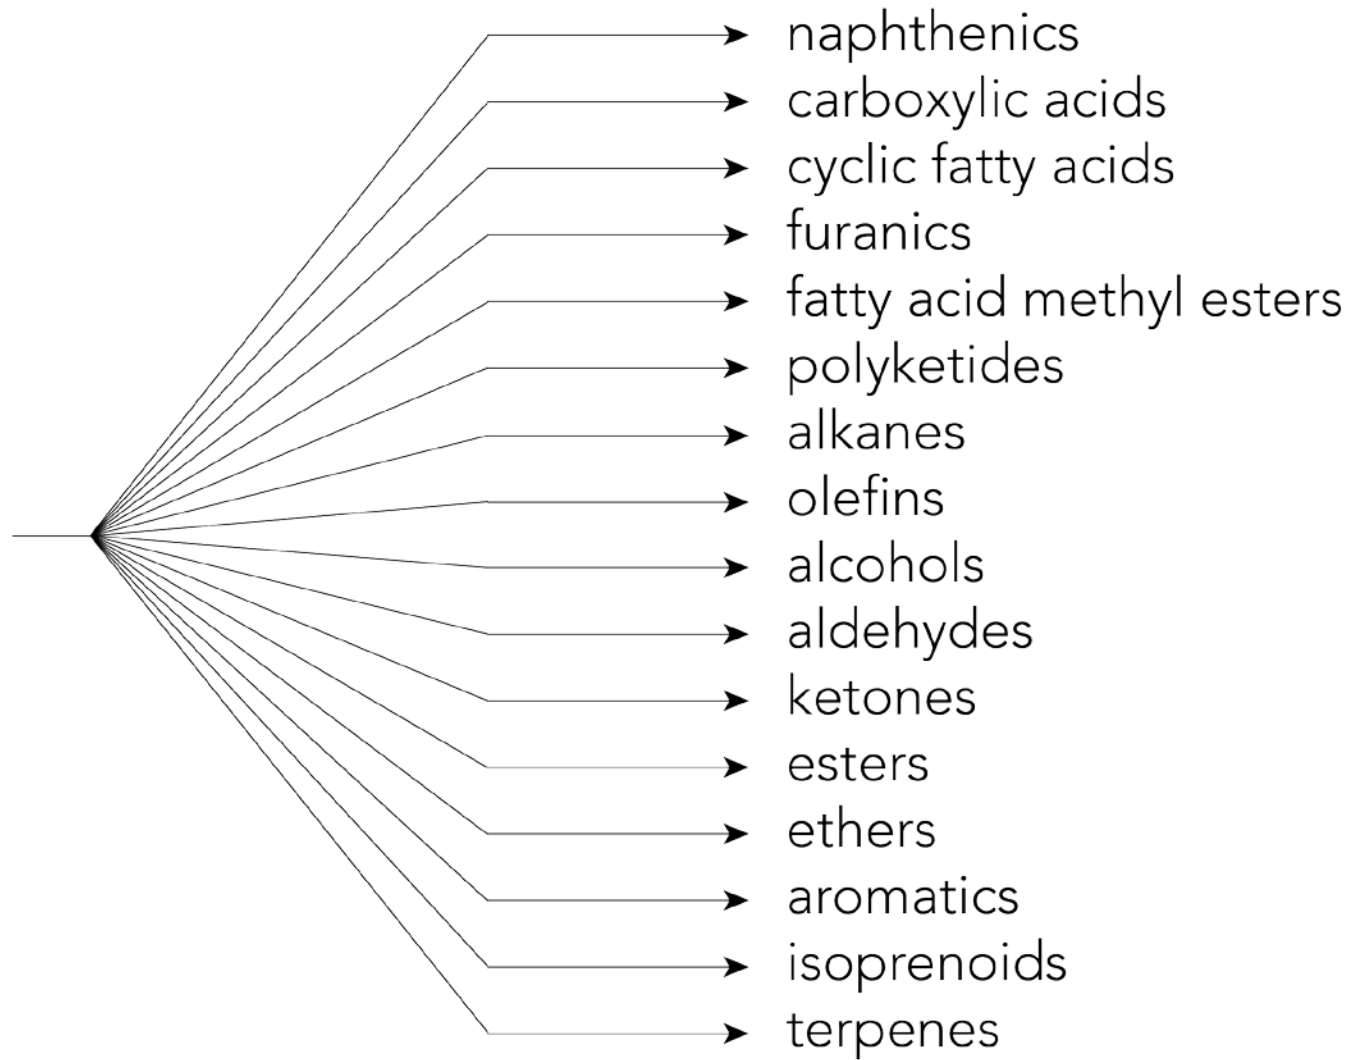 naphthenics
carboxylic acids
cyclic fatty acids
furanics
fatty acid methyl esters
polyketides
alkanes
olefins
alcohols
aldehydes
ketones
esters
ethers
aromatics
isoprenoids
terpenes